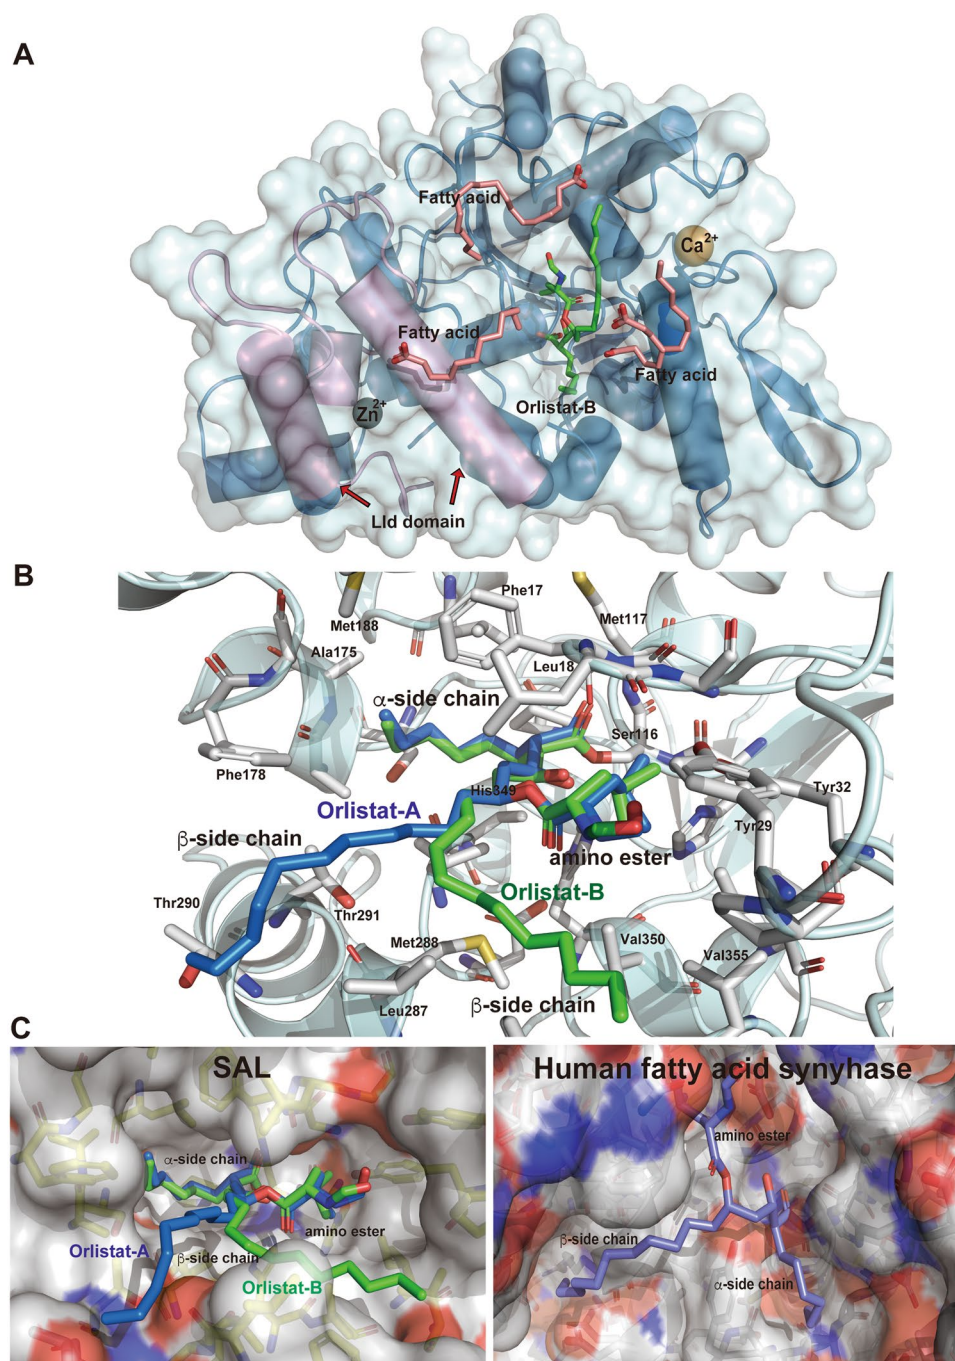 A
Fatty acid
Ca2+
Fatty acid
Fatty acid
Orlistat-B
Zn2+
LId domain
B
Phe17
Met117
Met188
Ala175
Leu18
α-side chain
Ser116
Phe178
His349
Tyr32
Orlistat-A
Tyr29
β-side chain
amino ester
Orlistat-B
Thr290
Thr291
Met288
Val350
Val355
β-side chain
Leu287
C
SAL
Human fatty acid synyhase
amino ester
α-side chain
amino ester
β-side chain
Orlistat-A
β-side chain
Orlistat-B
α-side chain